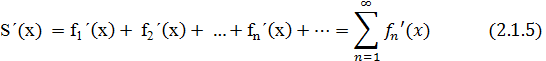 S´(x) = f₁´(x) + f₂´(x) + …+ fₙ´(x) + ⋯ = ∑_{n=1}^{∞} fₙ′(x) (2.1.5)